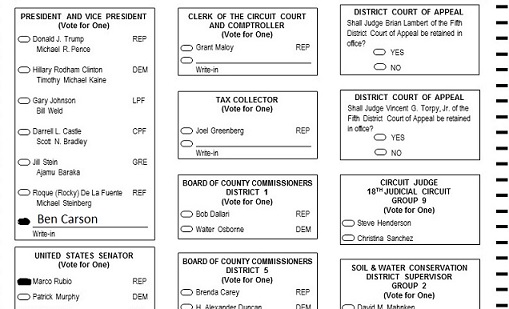 PRESIDENT AND VICE PRESIDENT
(Vote for One)
Donald J. Trump REP
Michael R. Pence
Hillary Rodham Clinton DEM
Timothy Michael Kaine
Gary Johnson LPF
Bill Weld
Darrell L. Castle CPF
Scott N. Bradley
Jill Stein GRE
Ajamu Baraka
Roque (Rocky) De La Fuente REF
Michael Steinberg
Ben Carson
Write-in
UNITED STATES SENATOR
(Vote for One)
Marco Rubio REP
Patrick Murphy DEM
CLERK OF THE CIRCUIT COURT
AND COMPTROLLER
(Vote for One)
Grant Maloy REP
Write-in
TAX COLLECTOR
(Vote for One)
Joel Greenberg REP
Write-in
BOARD OF COUNTY COMMISSIONERS
DISTRICT 1
(Vote for One)
Bob Dallari REP
Water Osborne DEM
BOARD OF COUNTY COMMISSIONERS
DISTRICT 5
(Vote for One)
Brenda Carey REP
H. Alexander Duncan DEM
DISTRICT COURT OF APPEAL
Shall Judge Brian Lambert of the Fifth
District Court of Appeal be retained in
office?
YES
NO
DISTRICT COURT OF APPEAL
Shall Judge Vincent G. Torpy, Jr. of the
Fifth District Court of Appeal be retained
in office?
YES
NO
CIRCUIT JUDGE
18TH JUDICIAL CIRCUIT
GROUP 9
(Vote for One)
Steve Henderson
Christina Sanchez
SOIL & WATER CONSERVATION
DISTRICT SUPERVISOR
GROUP 2
(Vote for One)
David M. Mahnken